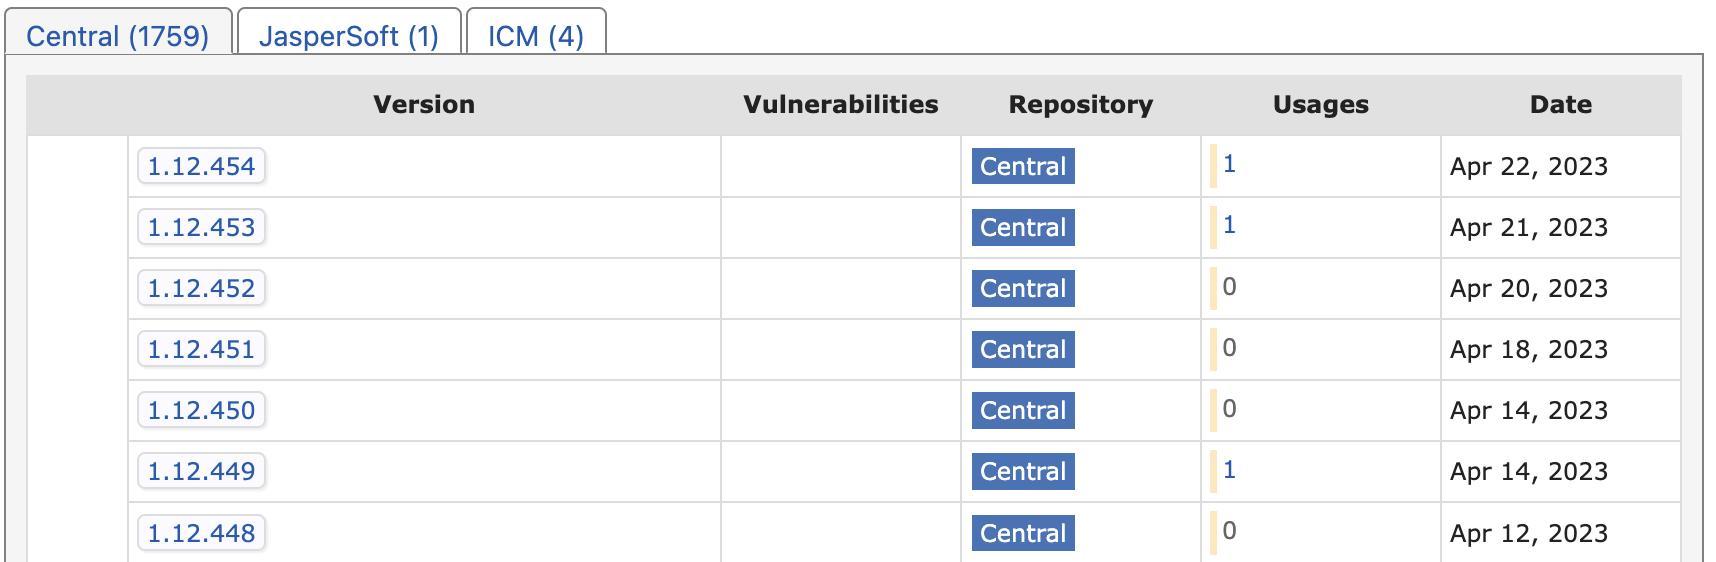 Central (1759) JasperSoft (1) ICM (4)
Version Vulnerabilities Repository Usages Date
1.12.454 Central 1 Apr 22, 2023
1.12.453 Central 1 Apr 21, 2023
1.12.452 Central 0 Apr 20, 2023
1.12.451 Central 0 Apr 18, 2023
1.12.450 Central 0 Apr 14, 2023
1.12.449 Central 1 Apr 14, 2023
1.12.448 Central 0 Apr 12, 2023